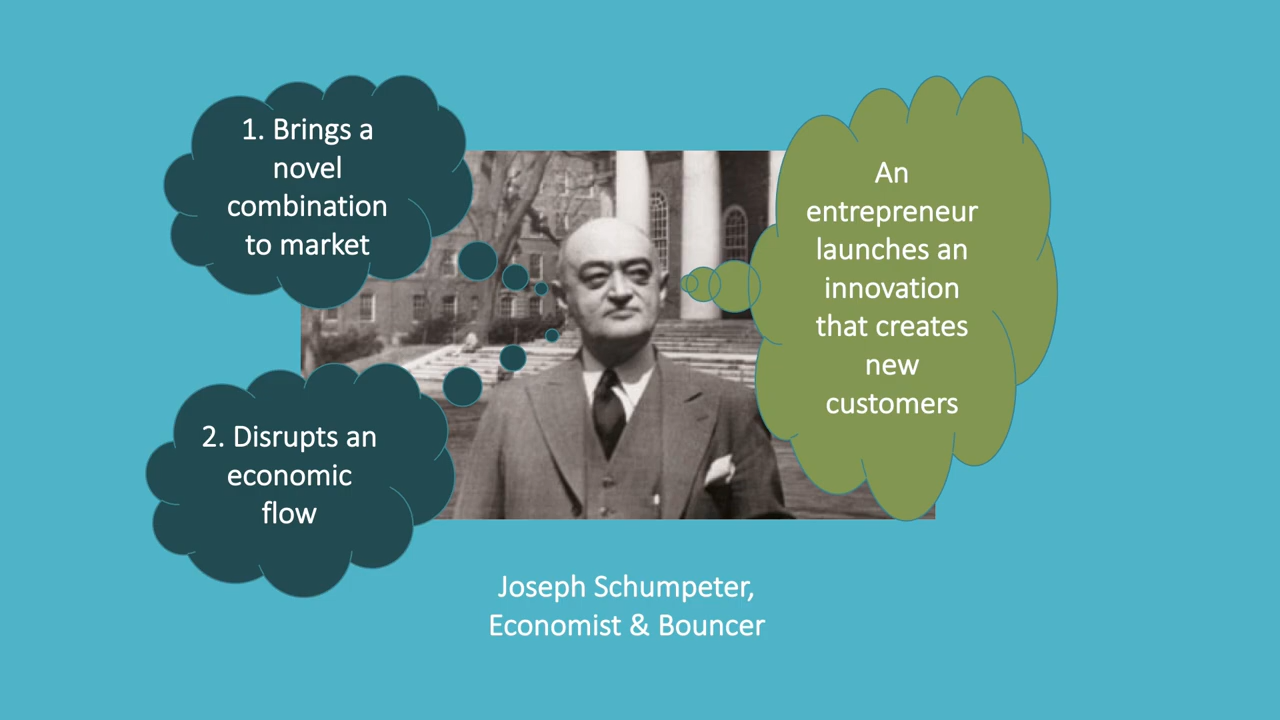 1. Brings a
novel
combination
to market
2. Disrupts an
economic
flow
An
entrepreneur
launches an
innovation
that creates
new
customers
Joseph Schumpeter,
Economist & Bouncer